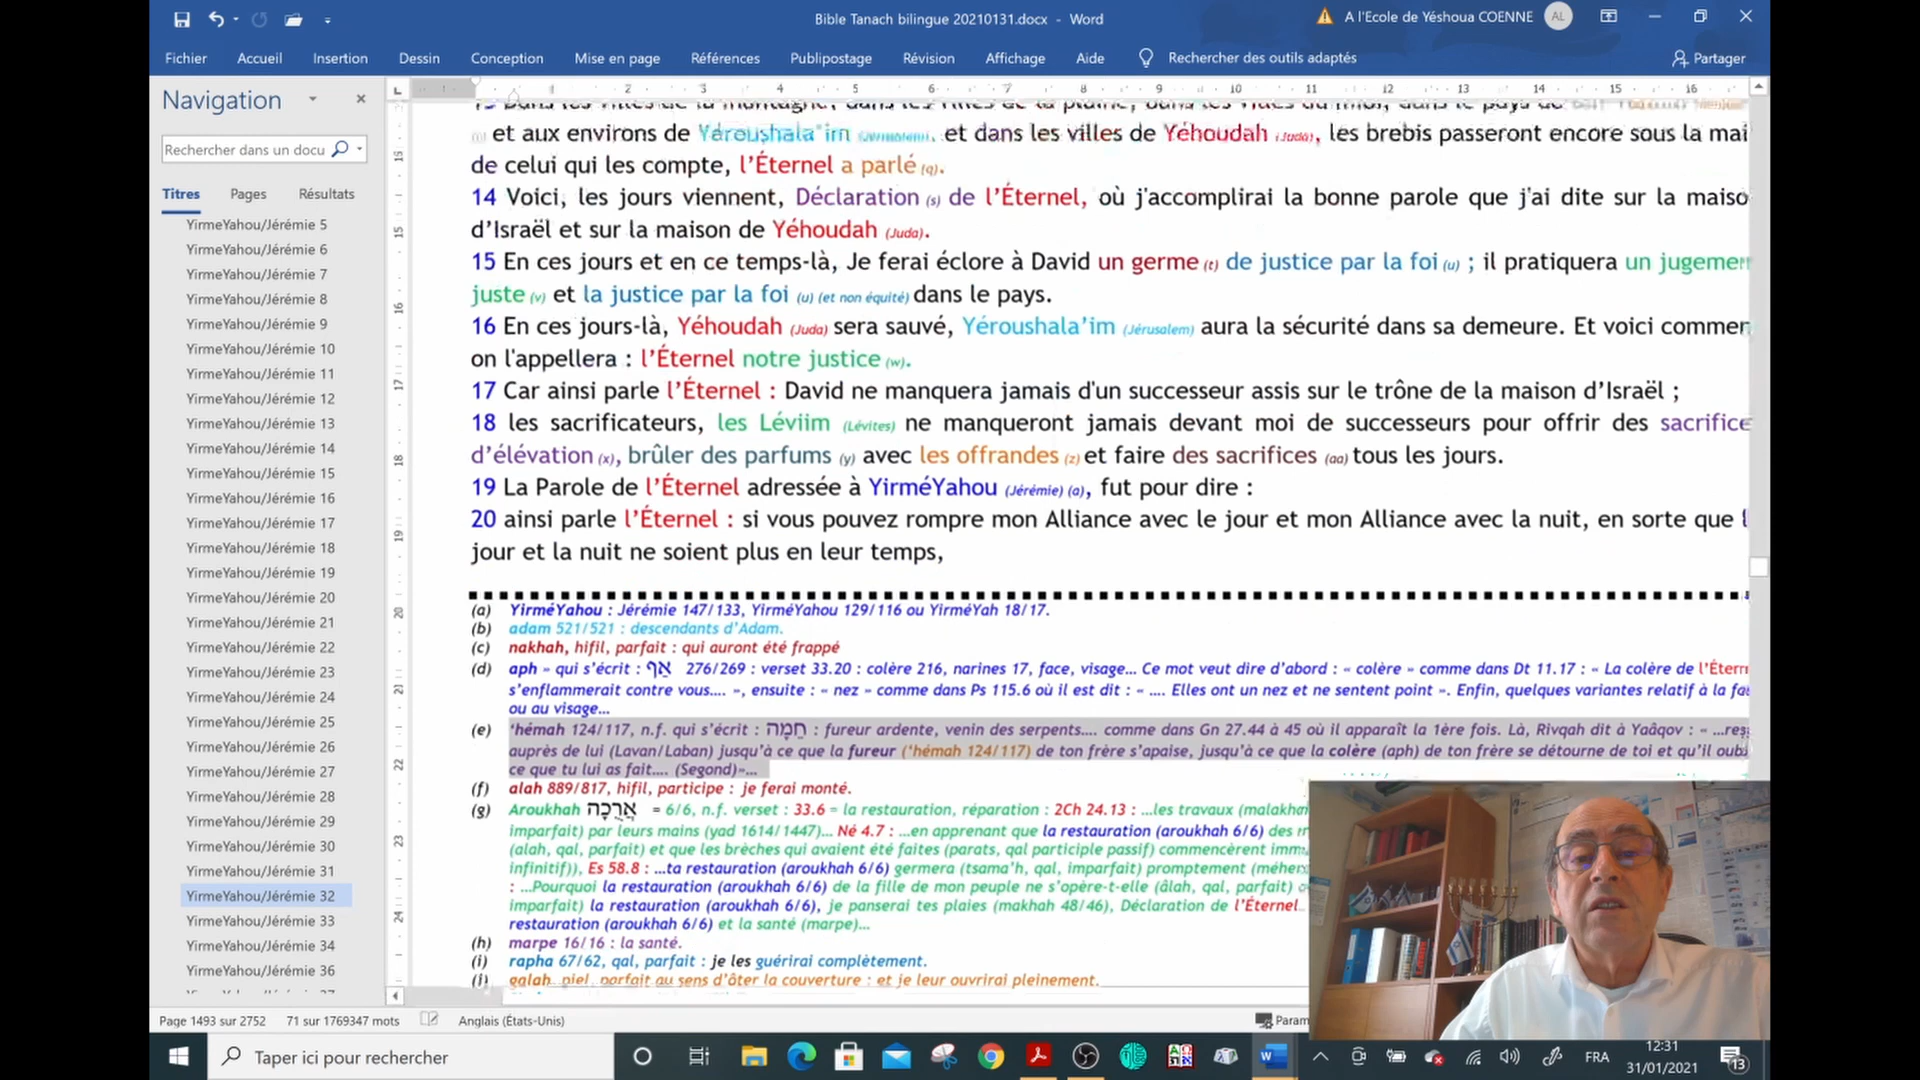 Bible Tanach bilingue 20210131.docx - Word
A l'Ecole de Yéshoua COENNE
AL
Fichier Accueil Insertion Dessin Conception Mise en page Références Publipostage Révision Affichage Aide Rechercher des outils adaptés Partager
Navigation
Rechercher dans un docu
Titres Pages Résultats
YirmeYahou/Jérémie 5
YirmeYahou/Jérémie 6
YirmeYahou/Jérémie 7
YirmeYahou/Jérémie 8
YirmeYahou/Jérémie 9
YirmeYahou/Jérémie 10
YirmeYahou/Jérémie 11
YirmeYahou/Jérémie 12
YirmeYahou/Jérémie 13
YirmeYahou/Jérémie 14
YirmeYahou/Jérémie 15
YirmeYahou/Jérémie 16
YirmeYahou/Jérémie 17
YirmeYahou/Jérémie 18
YirmeYahou/Jérémie 19
YirmeYahou/Jérémie 20
YirmeYahou/Jérémie 21
YirmeYahou/Jérémie 22
YirmeYahou/Jérémie 23
YirmeYahou/Jérémie 24
YirmeYahou/Jérémie 25
YirmeYahou/Jérémie 26
YirmeYahou/Jérémie 27
YirmeYahou/Jérémie 28
YirmeYahou/Jérémie 29
YirmeYahou/Jérémie 30
YirmeYahou/Jérémie 31
YirmeYahou/Jérémie 32
YirmeYahou/Jérémie 33
YirmeYahou/Jérémie 34
YirmeYahou/Jérémie 36
et aux environs de Yéroushala'im (Jérusalem), et dans les villes de Yéhoudah (Juda), les brebis passeront encore sous la mai
de celui qui les compte, l'Éternel a parlé (q).
14 Voici, les jours viennent, Déclaration (s) de l'Éternel, où j'accomplirai la bonne parole que j'ai dite sur la maiso
d'Israël et sur la maison de Yéhoudah (Juda).
15 En ces jours et en ce temps-là, Je ferai éclore à David un germe (t) de justice par la foi (u) ; il pratiquera un jugemen
juste (v) et la justice par la foi (u) (et non équité) dans le pays.
16 En ces jours-là, Yéhoudah (Juda) sera sauvé, Yéroushala'im (Jérusalem) aura la sécurité dans sa demeure. Et voici commen
on l'appellera : l'Éternel notre justice (w).
17 Car ainsi parle l'Éternel : David ne manquera jamais d'un successeur assis sur le trône de la maison d'Israël ;
18 les sacrificateurs, les Léviim (Lévites) ne manqueront jamais devant moi de successeurs pour offrir des sacrifice
d'élévation (x), brûler des parfums (y) avec les offrandes (z) et faire des sacrifices (aa) tous les jours.
19 La Parole de l'Éternel adressée à YirméYahou (Jérémie) (a), fut pour dire :
20 ainsi parle l'Éternel : si vous pouvez rompre mon Alliance avec le jour et mon Alliance avec la nuit, en sorte que
jour et la nuit ne soient plus en leur temps,
(a) YirméYahou : Jérémie 147/133, YirméYahou 129/116 ou YirméYah 18/17.
(b) adam 521/521 : descendants d'Adam.
(c) nakhah, hifil, parfait : qui auront été frappé
(d) aph » qui s'écrit : אַף 276/269 : verset 33.20 : colère 216, narines 17, face, visage... Ce mot veut dire d'abord : « colère » comme dans Dt 11.17 : « La colère de l'Étern
s'enflammerait contre vous.... », ensuite : « nez » comme dans Ps 115.6 où il est dit : « .... Elles ont un nez et ne sentent point ». Enfin, quelques variantes relatif à la fa
ou au visage...
(e) 'hémah 124/117, n.f. qui s'écrit : חֵמָה : fureur ardente, venin des serpents.... comme dans Gn 27.44 à 45 où il apparaît la 1ère fois. Là, Rivqah dit à Yaâqov : « ...res
auprès de lui (Lavan/Laban) jusqu'à ce que la fureur ('hémah 124/117) de ton frère s'apaise, jusqu'à ce que la colère (aph) de ton frère se détourne de toi et qu'il oub
ce que tu lui as fait.... (Segond)»...
(f) alah 889/817, hifil, participe : je ferai monté.
(g) Aroukhah אֲרֻכָה = 6/6, n.f. verset : 33.6 = la restauration, réparation : 2Ch 24.13 : ...les travaux (malakha
imparfait) par leurs mains (yad 1614/1447)... Né 4.7 : ...en apprenant que la restauration (aroukhah 6/6) des m
(alah, qal, parfait) et que les brèches qui avaient été faites (parats, qal participe passif) commencèrent imm
infinitif)), Es 58.8 : ...ta restauration (aroukhah 6/6) germera (tsama'h, qal, imparfait) promptement (méher
: ...Pourquoi la restauration (aroukhah 6/6) de la fille de mon peuple ne s'opère-t-elle (âlah, qal, parfait)
imparfait) la restauration (aroukhah 6/6), je panserai tes plaies (makhah 48/46), Déclaration de l'Éternel..
restauration (aroukhah 6/6) et la santé (marpe)...
(h) marpe 16/16 : la santé.
(i) rapha 67/62, qal, parfait : je les guérirai complètement.
(j) galah, piel, parfait au sens d'ôter la couverture : et je leur ouvrirai pleinement.
Page 1493 sur 2752 71 sur 1769347 mots Anglais (États-Unis) Param
Taper ici pour rechercher
FRA
12:31
31/01/2021
13